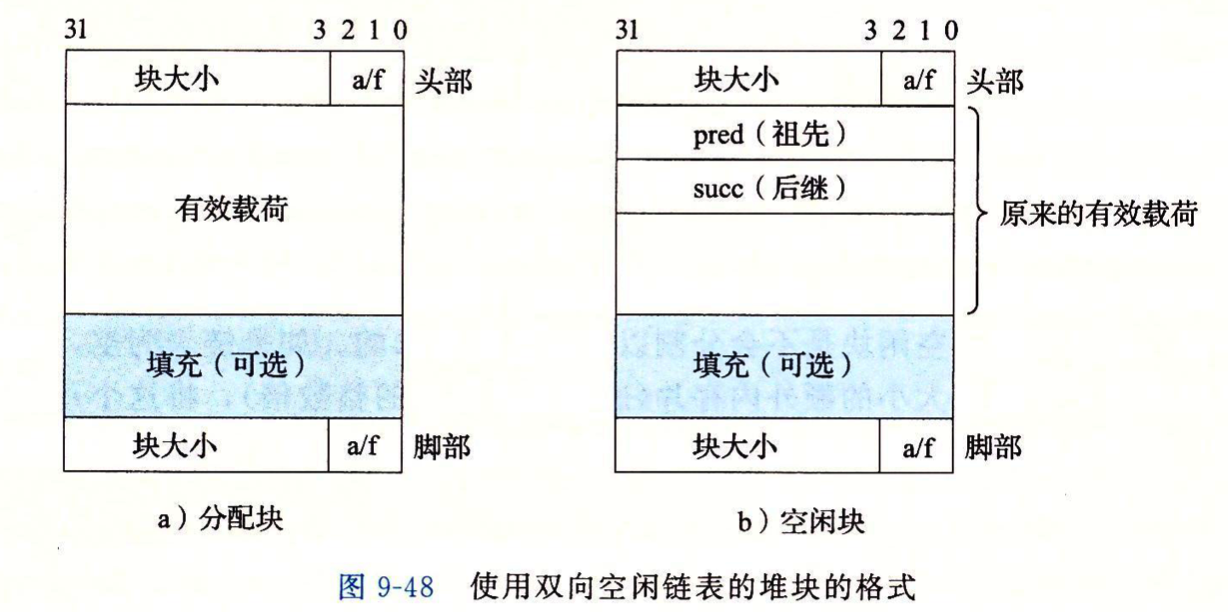 31 3 2 1 0
块大小 a/f 头部
有效载荷
填充（可选）
块大小 a/f 脚部
a）分配块
31 3 2 1 0
块大小 a/f 头部
pred（祖先）
succ（后继）
原来的有效载荷
填充（可选）
块大小 a/f 脚部
b）空闲块
图 9-48 使用双向空闲链表的堆块的格式